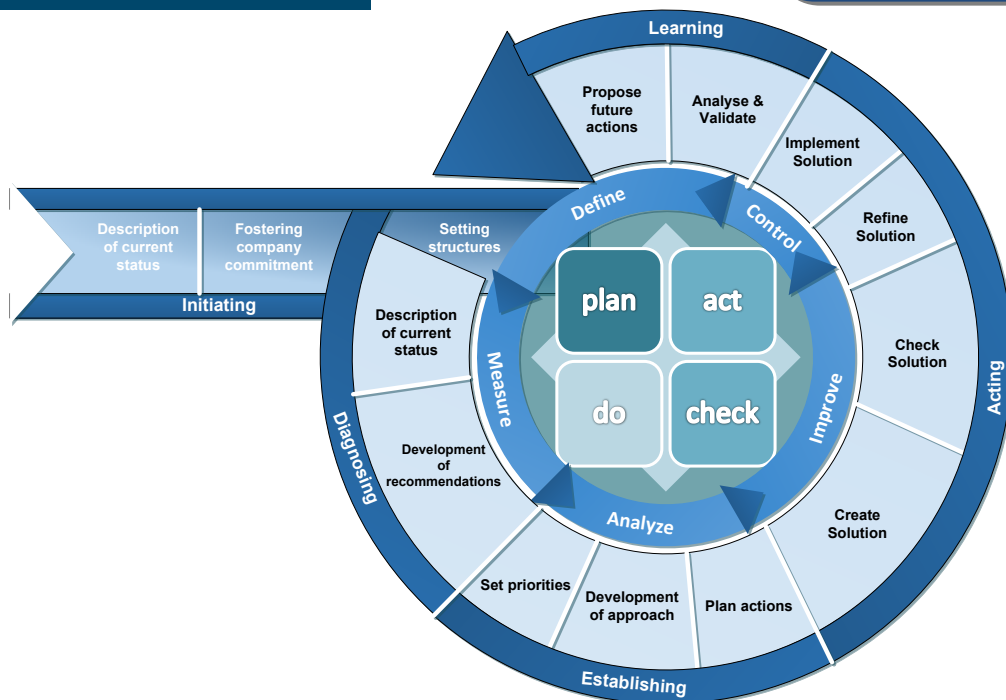 Learning
Propose
future
actions
Analyse &
Validate
Implement
Solution
Refine
Solution
Check
Solution
Acting
Create
Solution
Plan actions
Development
of approach
Set priorities
Establishing
Development
of
recommendations
Diagnosing
Description
of current
status
Description
of current
status
Fostering
company
commitment
Setting
structures
Initiating
Define
Control
Improve
Analyze
Measure
plan
act
do
check